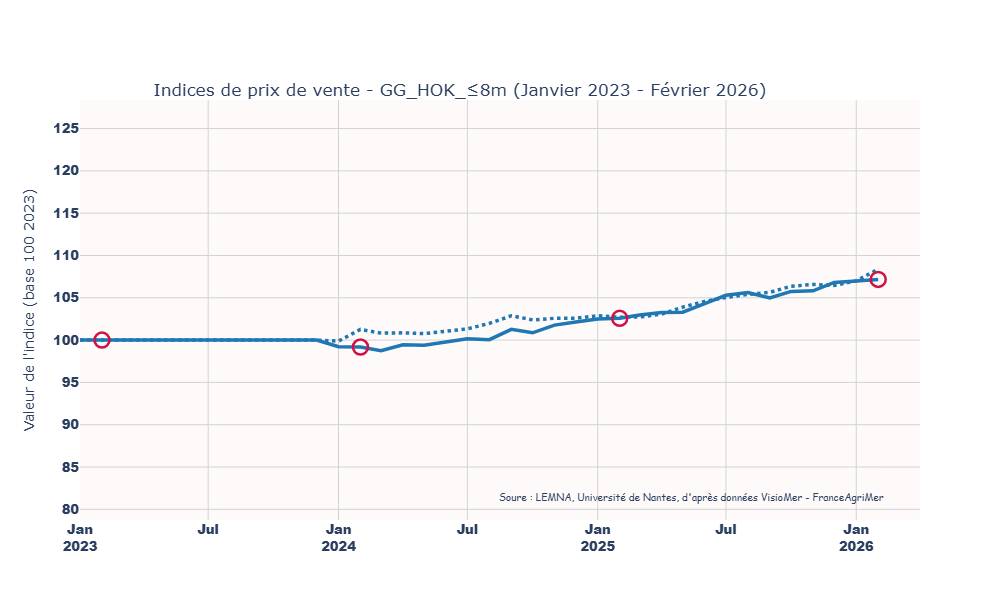 Indices de prix de vente - GG_HOK_≤8m (Janvier 2023 - Février 2026)
Valeur de l'indice (base 100 2023)
125
120
115
110
105
100
95
90
85
80
Soure : LEMNA, Université de Nantes, d'après données VisioMer - FranceAgriMer
Jan Jul Jan Jul Jan Jul Jan
2023 2024 2025 2026